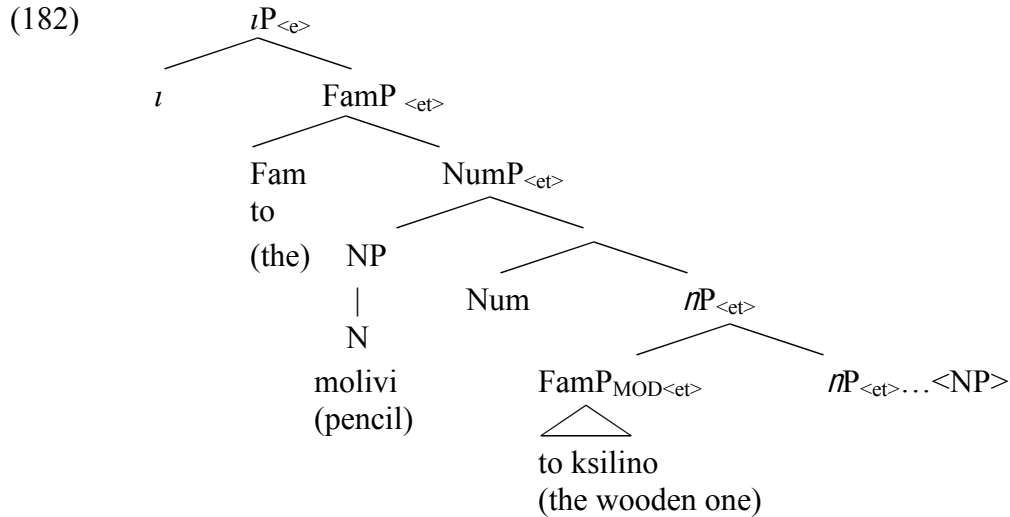 (182) ιP<e>
ι FamP <et>
Fam NumP<et>
to
(the) NP
| Num nP<et>
N
molivi FamPMOD<et> nP<et>…<NP>
(pencil)
to ksilino
(the wooden one)